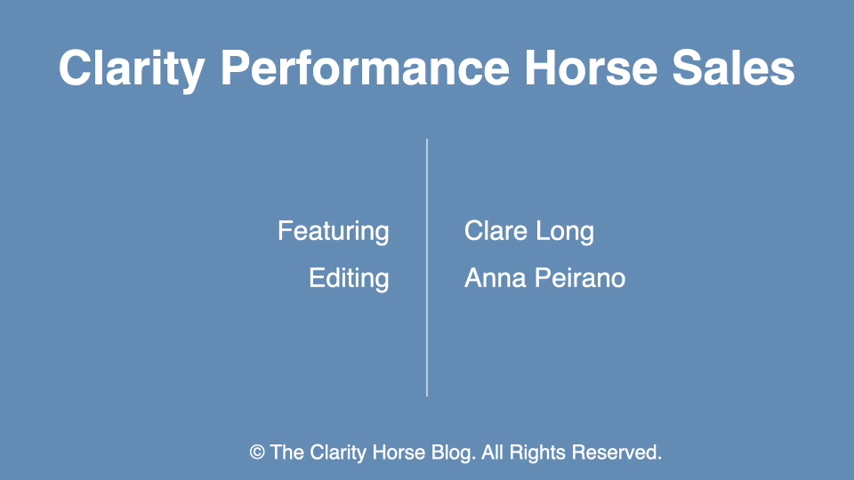 Clarity Performance Horse Sales
Featuring Clare Long
Editing Anna Peirano
© The Clarity Horse Blog. All Rights Reserved.